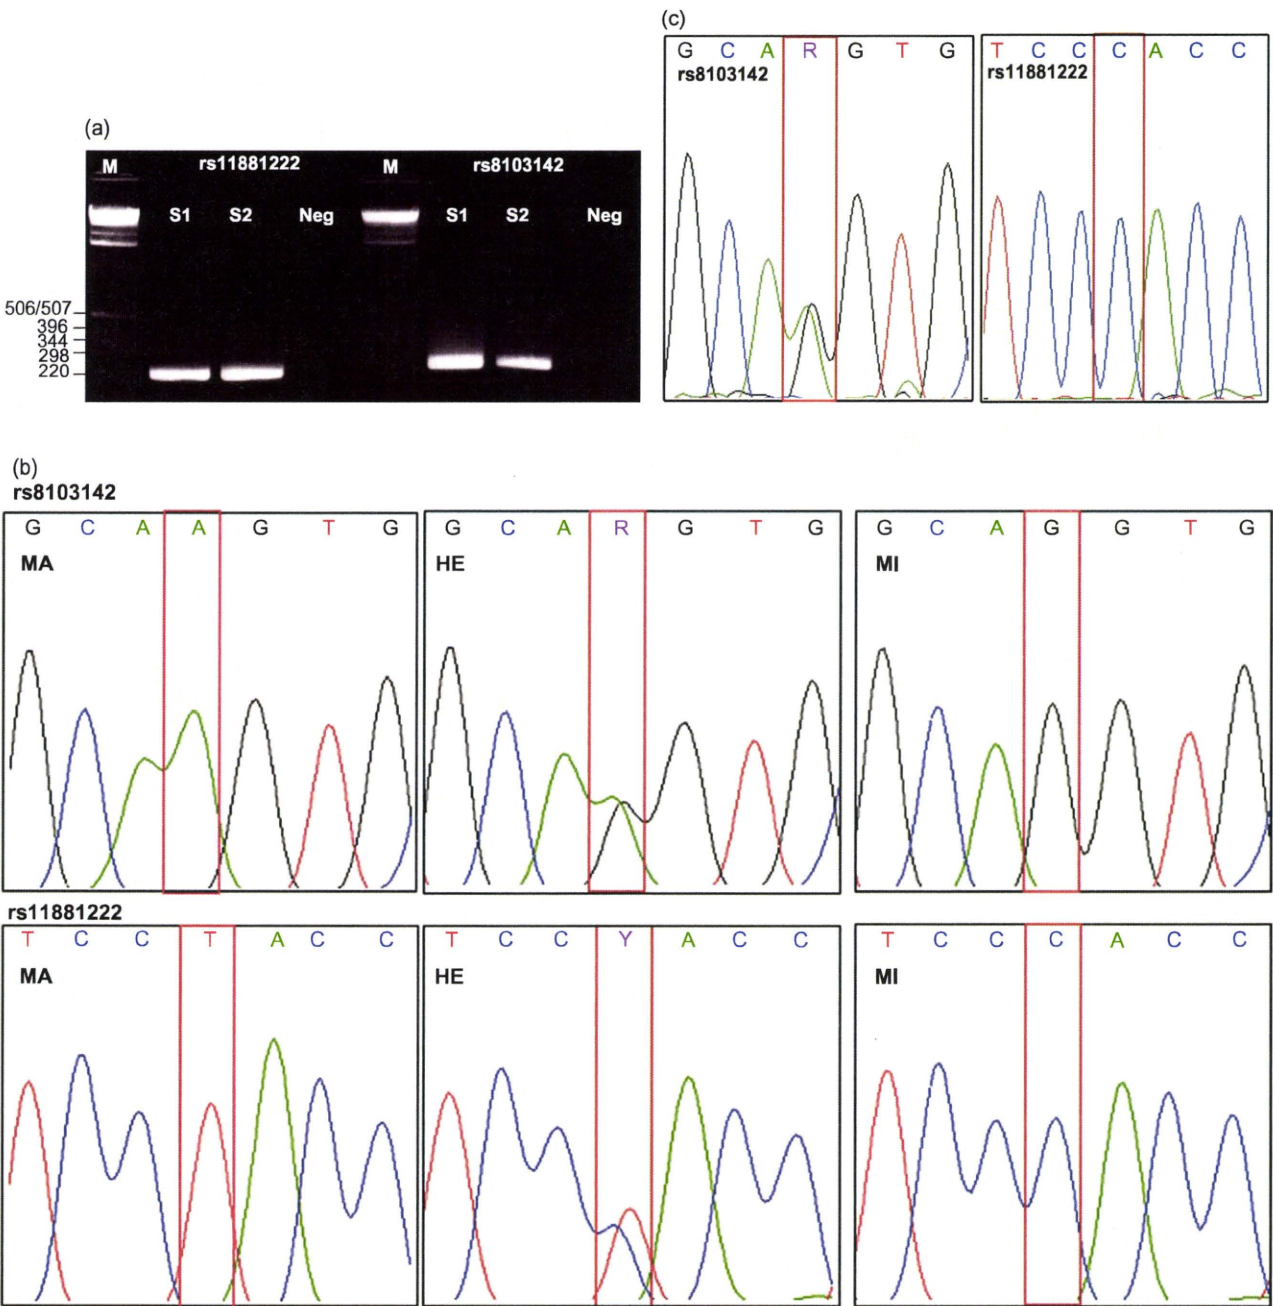 (c)
G C A R G T G
rs8103142
T C C C A C C
rs11881222
(a)
M rs11881222 M rs8103142
S1 S2 Neg S1 S2 Neg
506/507
396
344
298
220
(b)
rs8103142
G C A A G T G
MA
G C A R G T G
HE
G C A G G T G
MI
rs11881222
T C C T A C C
MA
T C C Y A C C
HE
T C C C A C C
MI